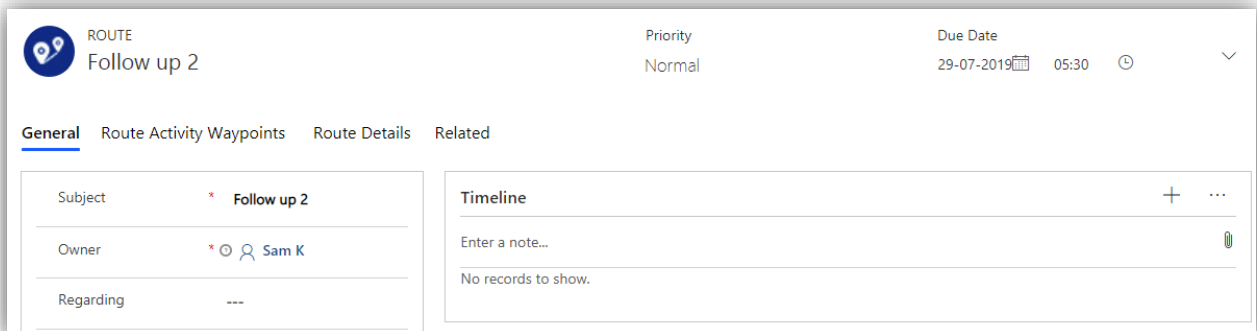 ROUTE
Follow up 2
Priority
Normal
Due Date
29-07-2019 05:30
General Route Activity Waypoints Route Details Related
Subject * Follow up 2
Owner * Sam K
Regarding ---
Timeline
Enter a note...
No records to show.